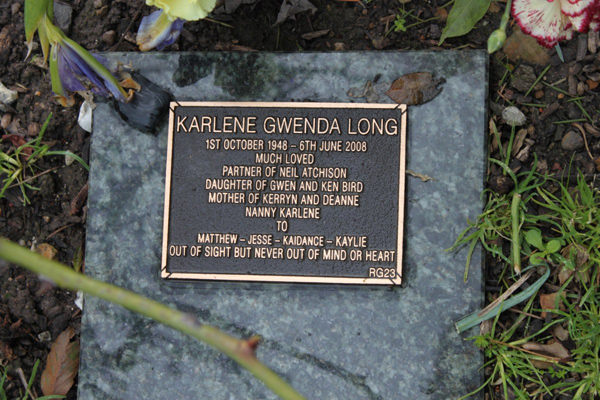 KARLENE GWENDA LONG
1ST OCTOBER 1948 - 6TH JUNE 2008
MUCH LOVED
PARTNER OF NEIL ATCHISON
DAUGHTER OF GWEN AND KEN BIRD
MOTHER OF KERRYN AND DEANNE
NANNY KARLENE
TO
MATTHEW - JESSE - KAIDANCE - KAYLIE
OUT OF SIGHT BUT NEVER OUT OF MIND OR HEART
RG23